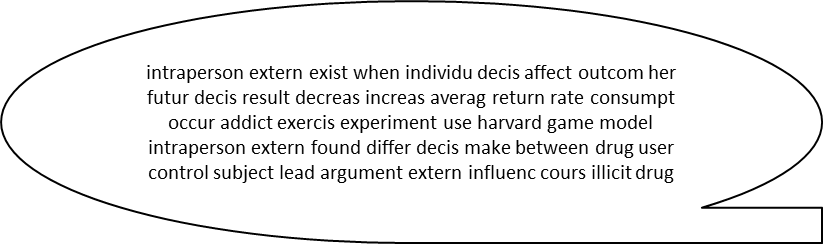 intraperson extern exist when individu decis affect outcom her
futur decis result decreas increas averag return rate consumpt
occur addict exercis experiment use harvard game model
intraperson extern found differ decis make between drug user
control subject lead argument extern influenc cours illicit drug